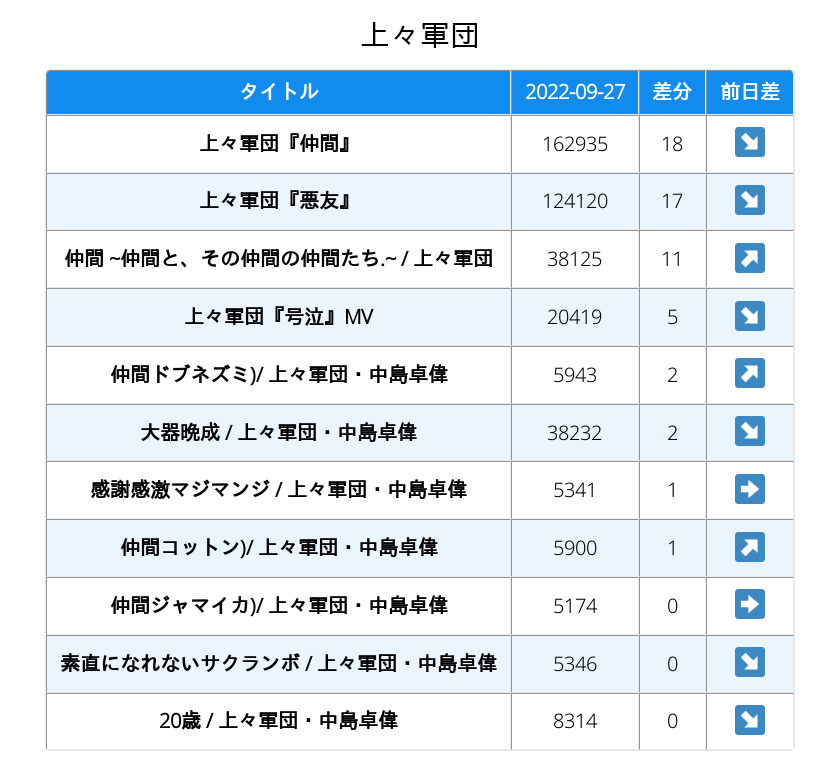 上々軍団
タイトル 2022-09-27 差分 前日差
上々軍団『仲間』 162935 18 ↘
上々軍団『悪友』 124120 17 ↘
仲間 ~仲間と、その仲間の仲間たち.~ / 上々軍団 38125 11 ↗
上々軍団『号泣』MV 20419 5 ↘
仲間ドブネズミ)/ 上々軍団・中島卓偉 5943 2 ↗
大器晩成 / 上々軍団・中島卓偉 38232 2 ↘
感謝感激マジマンジ / 上々軍団・中島卓偉 5341 1 ➡
仲間コットン)/ 上々軍団・中島卓偉 5900 1 ↗
仲間ジャマイカ)/ 上々軍団・中島卓偉 5174 0 ➡
素直になれないサクランボ / 上々軍団・中島卓偉 5346 0 ↘
20歳 / 上々軍団・中島卓偉 8314 0 ↘